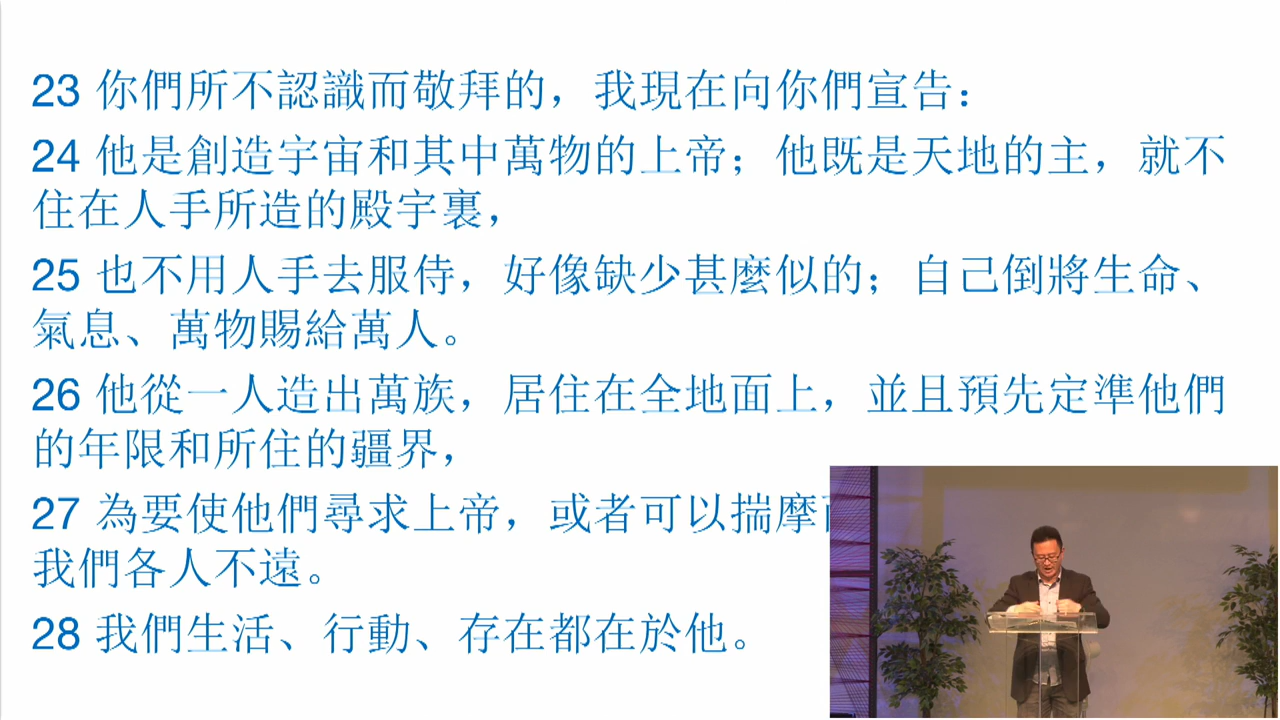 23 你們所不認識而敬拜的，我現在向你們宣告：
24 他是創造宇宙和其中萬物的上帝；他既是天地的主，就不
住在人手所造的殿宇裏，
25 也不用人手去服侍，好像缺少甚麼似的；自己倒將生命、
氣息、萬物賜給萬人。
26 他從一人造出萬族，居住在全地面上，並且預先定準他們
的年限和所住的疆界，
27 為要使他們尋求上帝，或者可以揣摩
我們各人不遠。
28 我們生活、行動、存在都在於他。